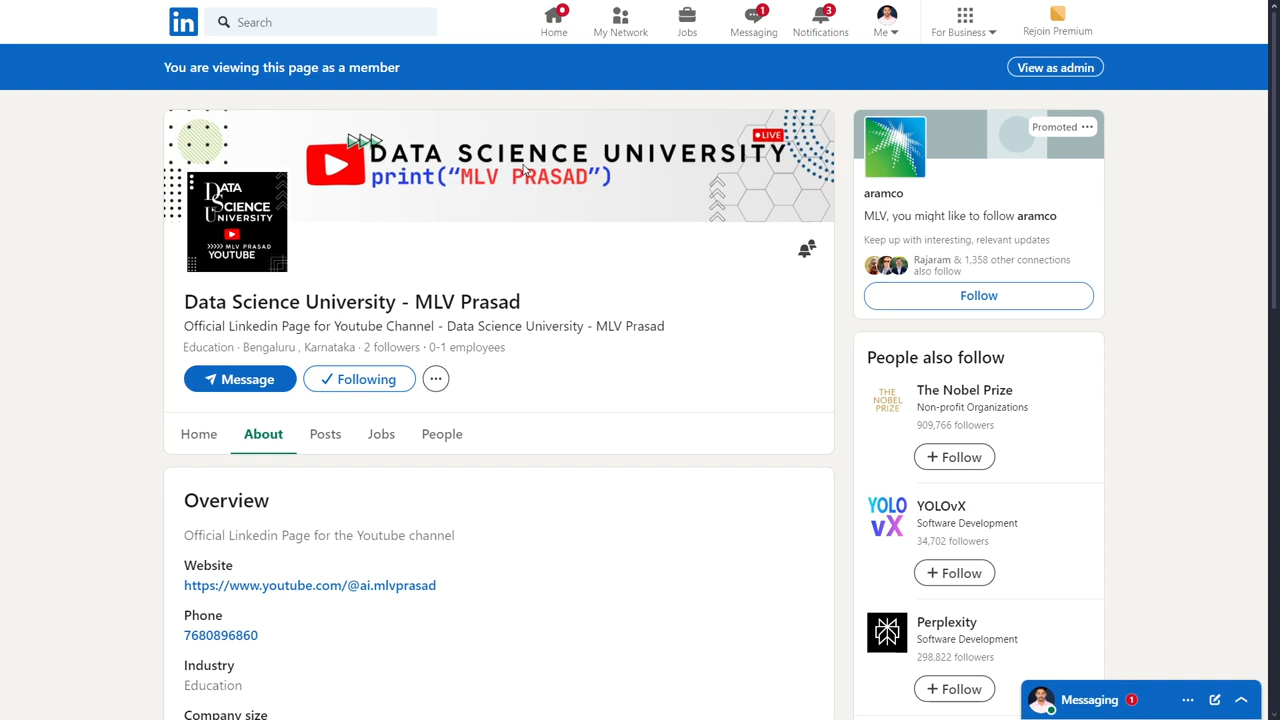 in
Search
Home
My Network
Jobs
1
Messaging
3
Notifications
Me
For Business
Rejoin Premium
You are viewing this page as a member
View as admin
LIVE
DATA SCIENCE UNIVERSITY
print("MLV PRASAD")
DATA
SCIENCE
UNIVERSITY
>>>>> MLV PRASAD
YOUTUBE
Data Science University - MLV Prasad
Official Linkedin Page for Youtube Channel - Data Science University - MLV Prasad
Education · Bengaluru , Karnataka · 2 followers · 0-1 employees
Message
Following
Home
About
Posts
Jobs
People
Overview
Official Linkedin Page for the Youtube channel
Website
https://www.youtube.com/@ai.mlvprasad
Phone
7680896860
Industry
Education
Company size
Promoted
aramco
MLV, you might like to follow aramco
Keep up with interesting, relevant updates
Rajaram & 1,358 other connections
also follow
Follow
People also follow
THE
NOBEL
PRIZE
The Nobel Prize
Non-profit Organizations
909,766 followers
+ Follow
YOLO
vX
YOLOvX
Software Development
34,702 followers
+ Follow
Perplexity
Software Development
298,822 followers
+ Follow
Messaging 1